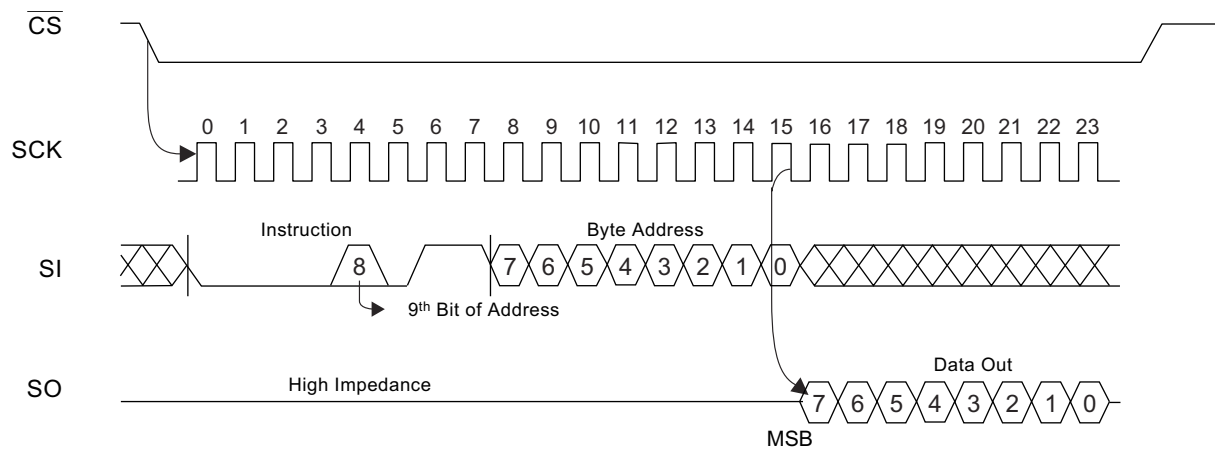 CS
0 1 2 3 4 5 6 7 8 9 10 11 12 13 14 15 16 17 18 19 20 21 22 23
SCK
Instruction Byte Address
SI 8 7 6 5 4 3 2 1 0
9th Bit of Address
Data Out
High Impedance
SO 7 6 5 4 3 2 1 0
MSB